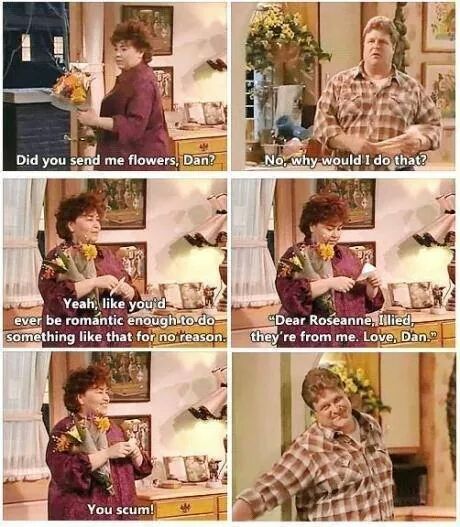 Did you send me flowers, Dan?
No, why would I do that?
Yeah, like you'd
ever be romantic enough to do
something like that for no reason.
"Dear Roseanne, I lied,
they're from me. Love, Dan."
You scum!